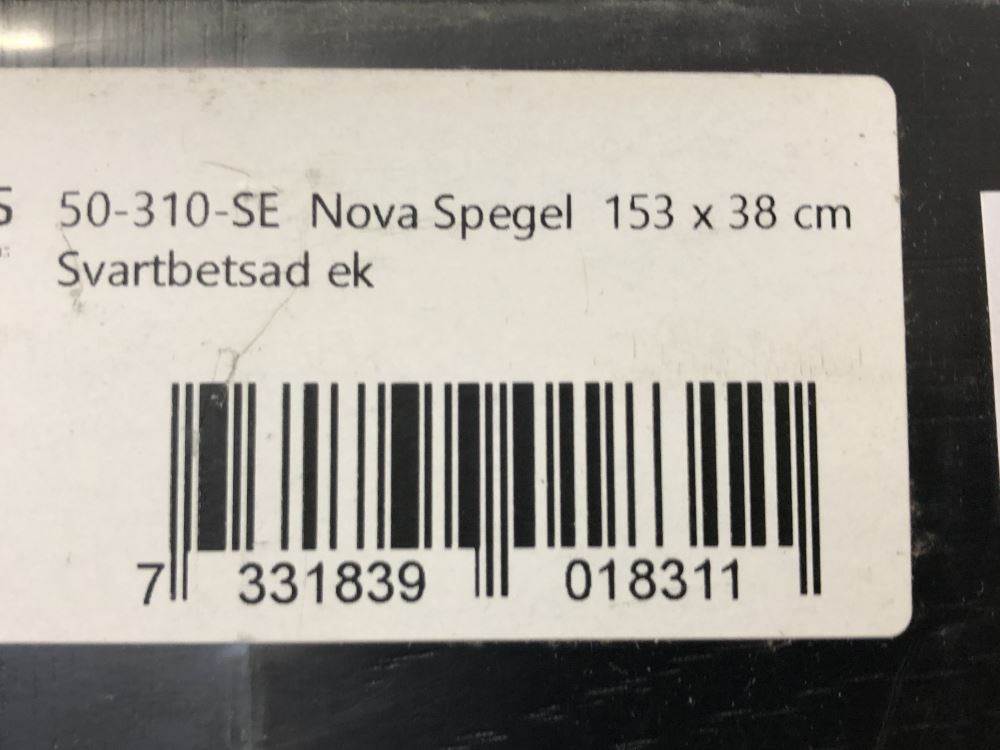 50-310-SE Nova Spegel 153 x 38 cm
Svartbetsad ek
7 331839 018311